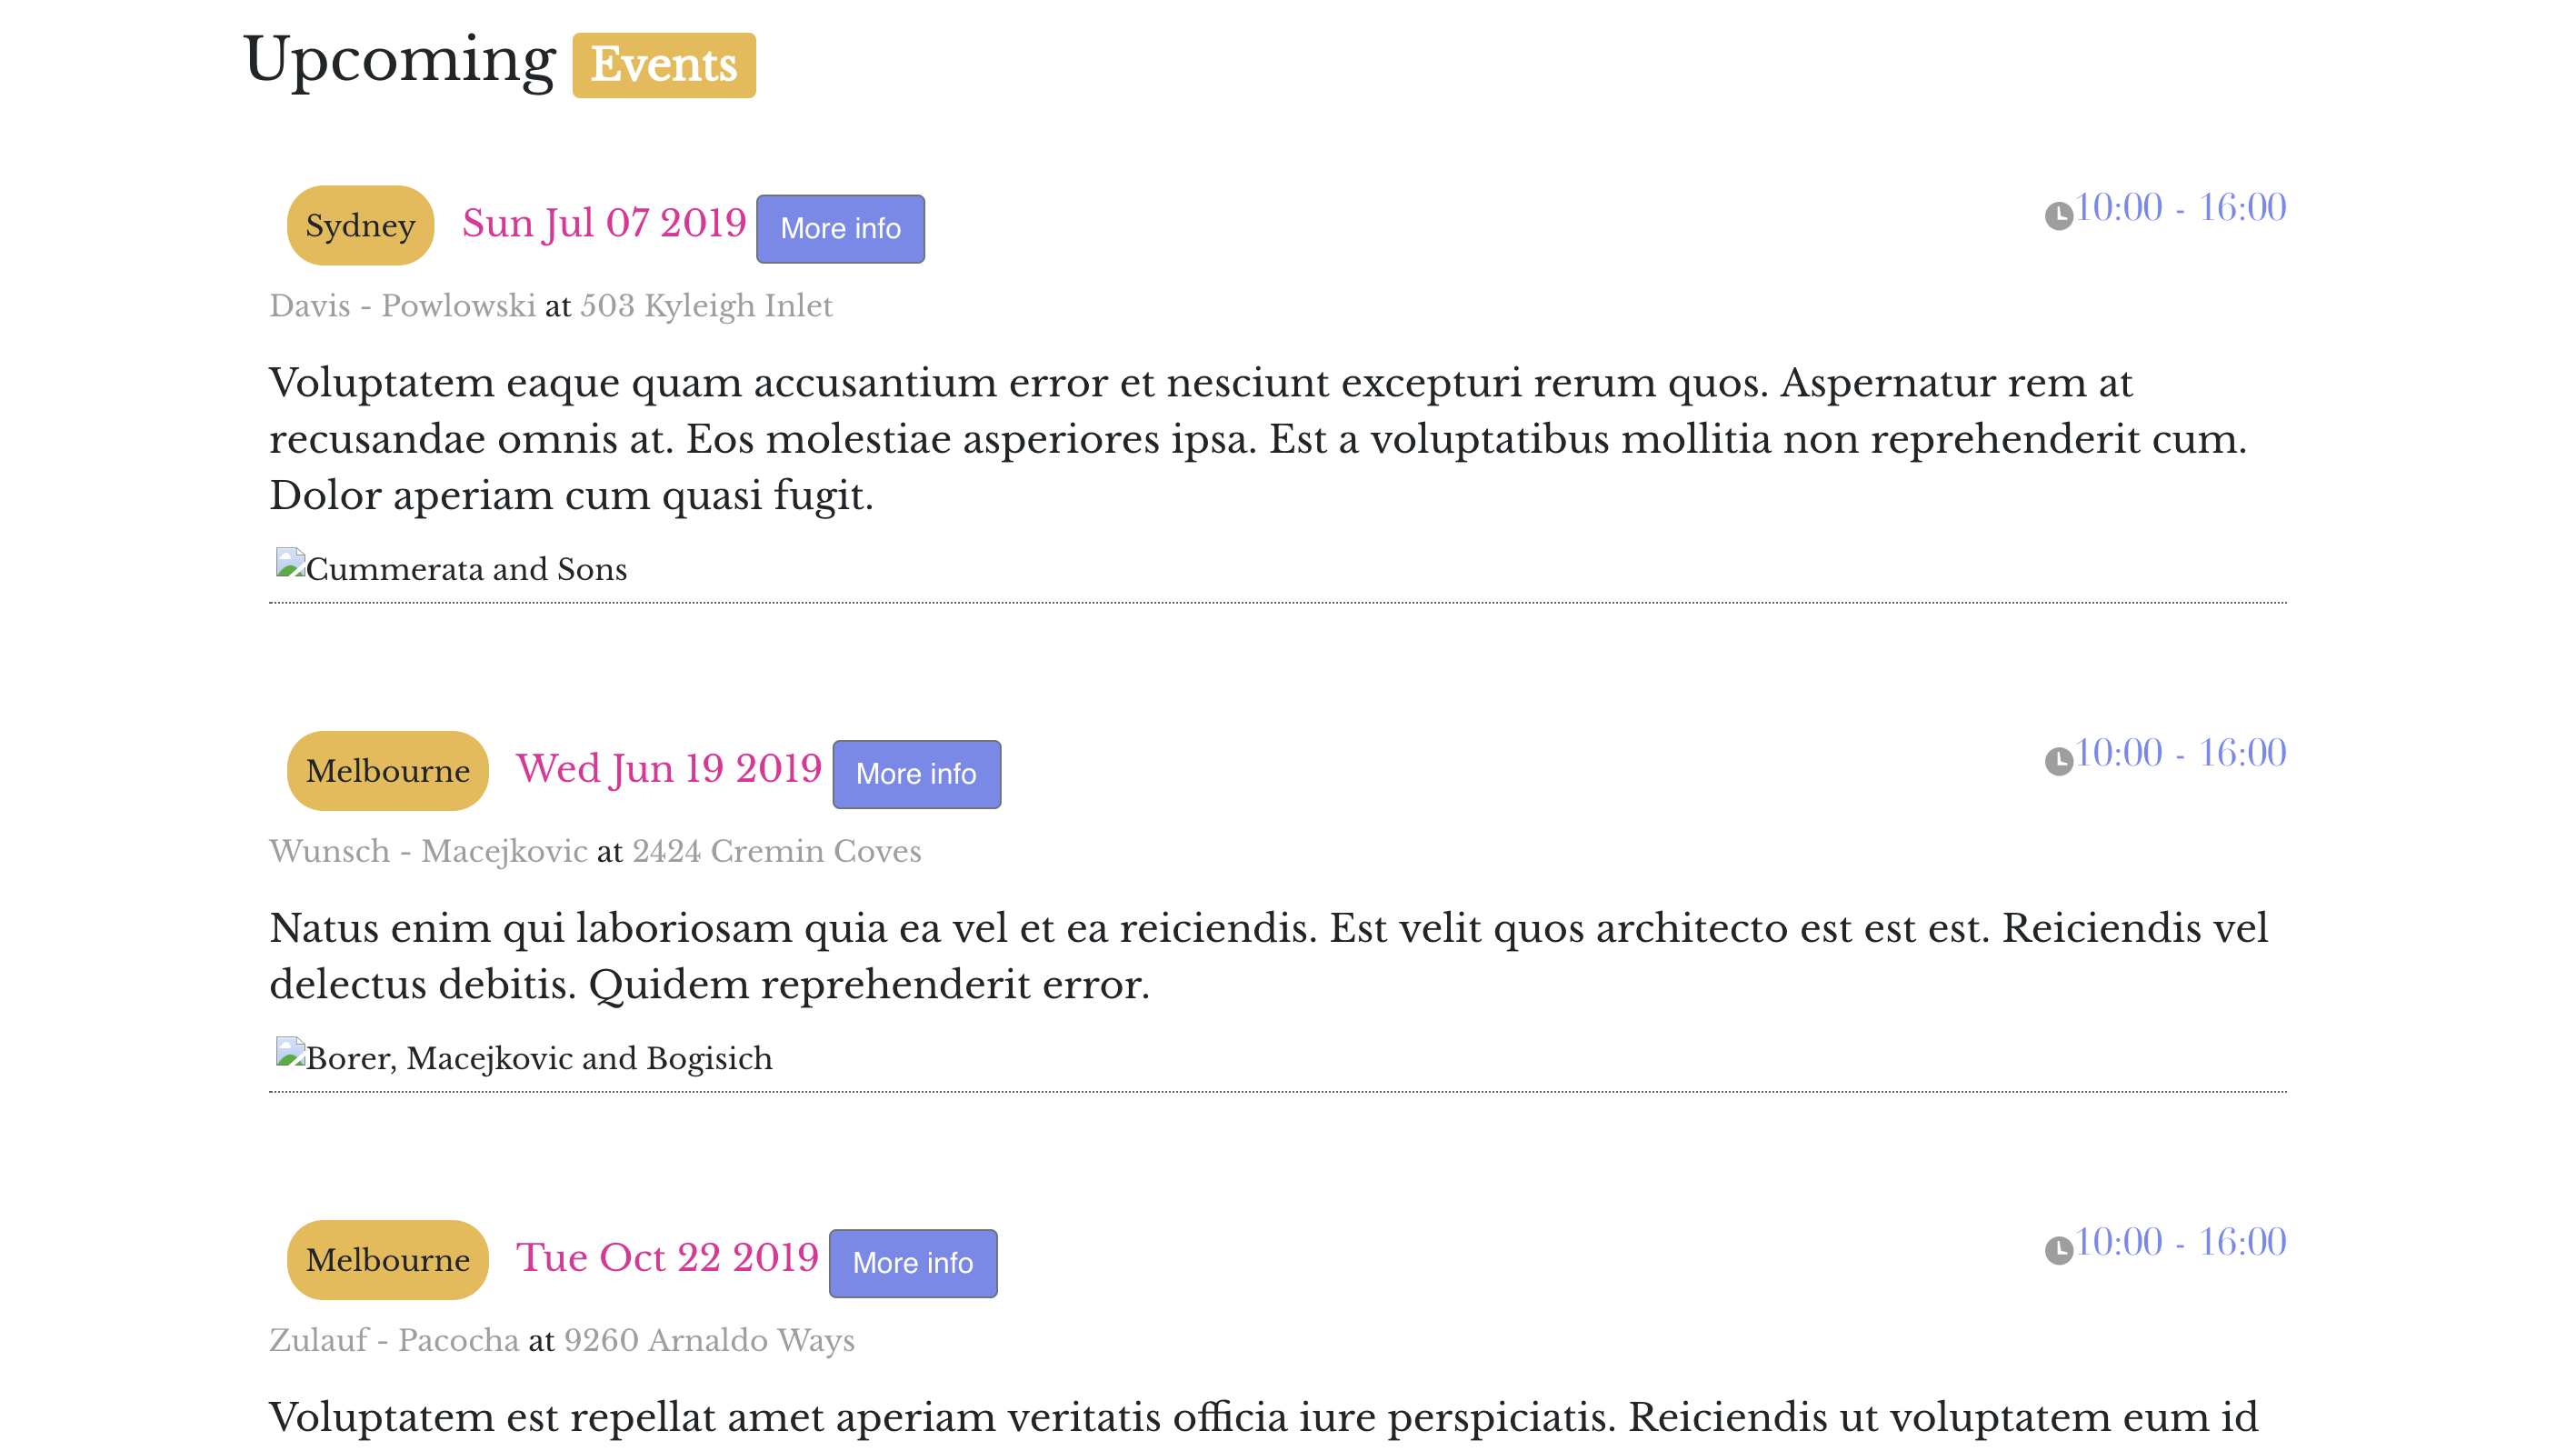 Upcoming Events
Sydney Sun Jul 07 2019 More info 10:00 - 16:00
Davis - Powlowski at 503 Kyleigh Inlet
Voluptatem eaque quam accusantium error et nesciunt excepturi rerum quos. Aspernatur rem at
recusandae omnis at. Eos molestiae asperiores ipsa. Est a voluptatibus mollitia non reprehenderit cum.
Dolor aperiam cum quasi fugit.
Cummerata and Sons
Melbourne Wed Jun 19 2019 More info 10:00 - 16:00
Wunsch - Macejkovic at 2424 Cremin Coves
Natus enim qui laboriosam quia ea vel et ea reiciendis. Est velit quos architecto est est est. Reiciendis vel
delectus debitis. Quidem reprehenderit error.
Borer, Macejkovic and Bogisich
Melbourne Tue Oct 22 2019 More info 10:00 - 16:00
Zulauf - Pacocha at 9260 Arnaldo Ways
Voluptatem est repellat amet aperiam veritatis officia iure perspiciatis. Reiciendis ut voluptatem eum id